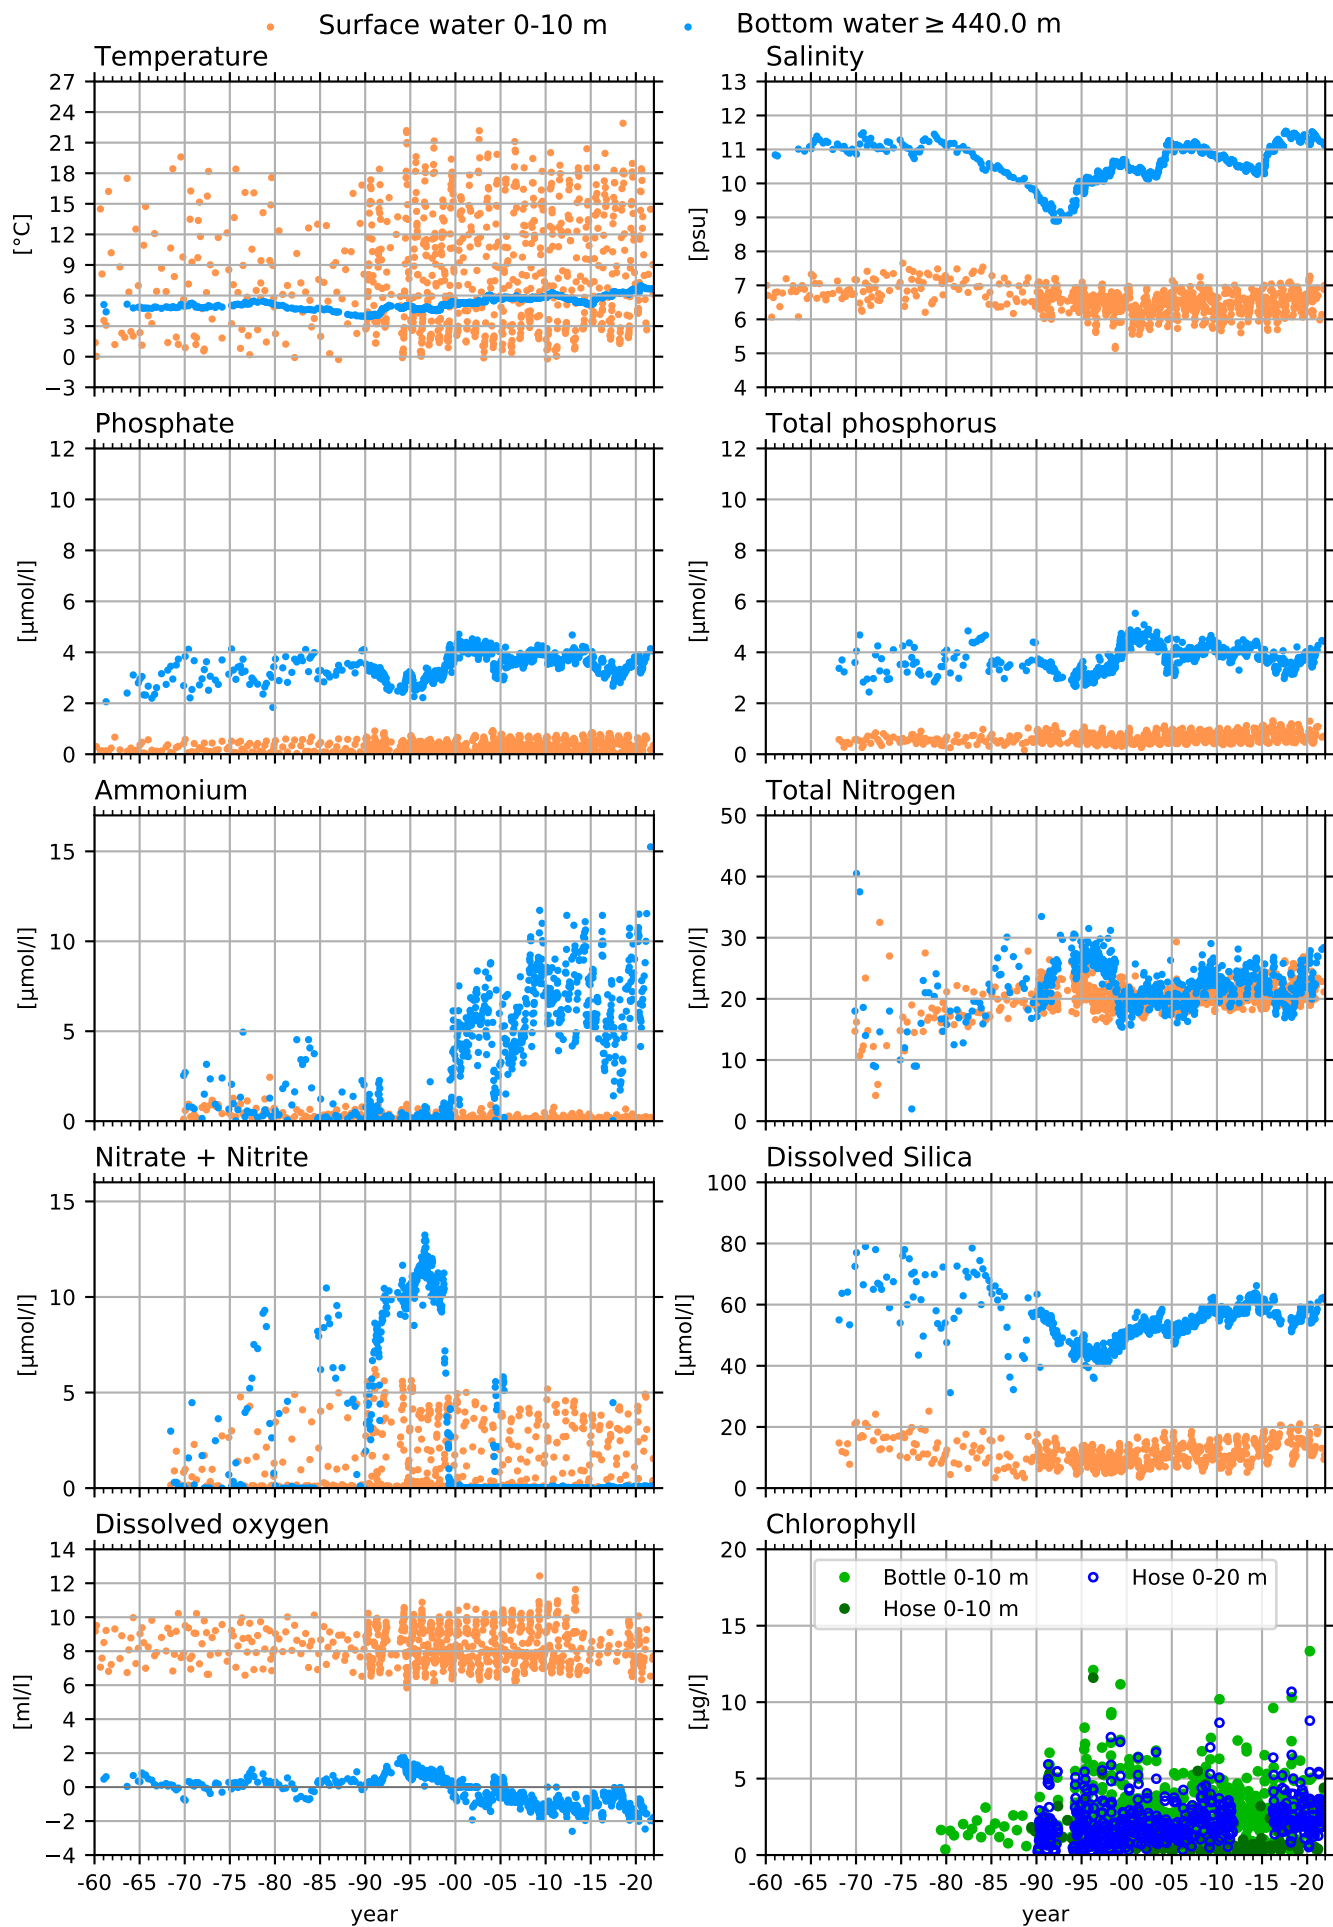 Surface water 0-10 m
Bottom water ≥ 440.0 m
Temperature
27
24
21
18
15
12
9
6
3
0
−3
[°C]
Salinity
13
12
11
10
9
8
7
6
5
4
[psu]
Phosphate
12
10
8
6
4
2
0
[µmol/l]
Total phosphorus
12
10
8
6
4
2
0
[µmol/l]
Ammonium
15
10
5
0
[µmol/l]
Total Nitrogen
50
40
30
20
10
0
[µmol/l]
Nitrate + Nitrite
15
10
5
0
[µmol/l]
Dissolved Silica
100
80
60
40
20
0
[µmol/l]
Dissolved oxygen
14
12
10
8
6
4
2
0
−2
−4
[ml/l]
-60 -65 -70 -75 -80 -85 -90 -95 -00 -05 -10 -15 -20
year
Chlorophyll
Bottle 0-10 m
Hose 0-10 m
Hose 0-20 m
20
15
10
5
0
[µg/l]
-60 -65 -70 -75 -80 -85 -90 -95 -00 -05 -10 -15 -20
year